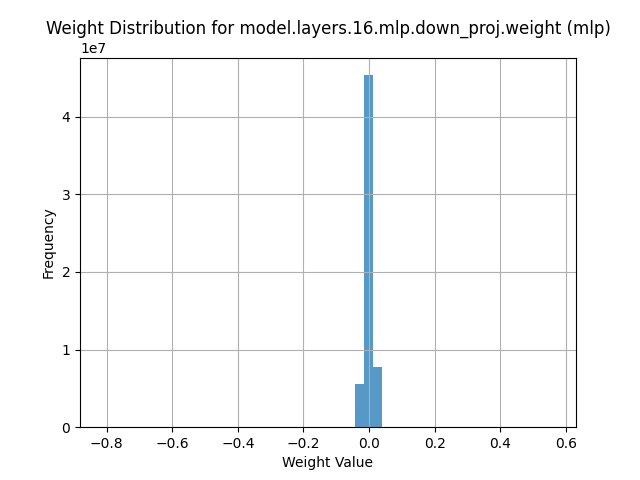 Weight Distribution for model.layers.16.mlp.down_proj.weight (mlp)
1e7
4
3
2
1
0
Frequency
−0.8 −0.6 −0.4 −0.2 0.0 0.2 0.4 0.6
Weight Value